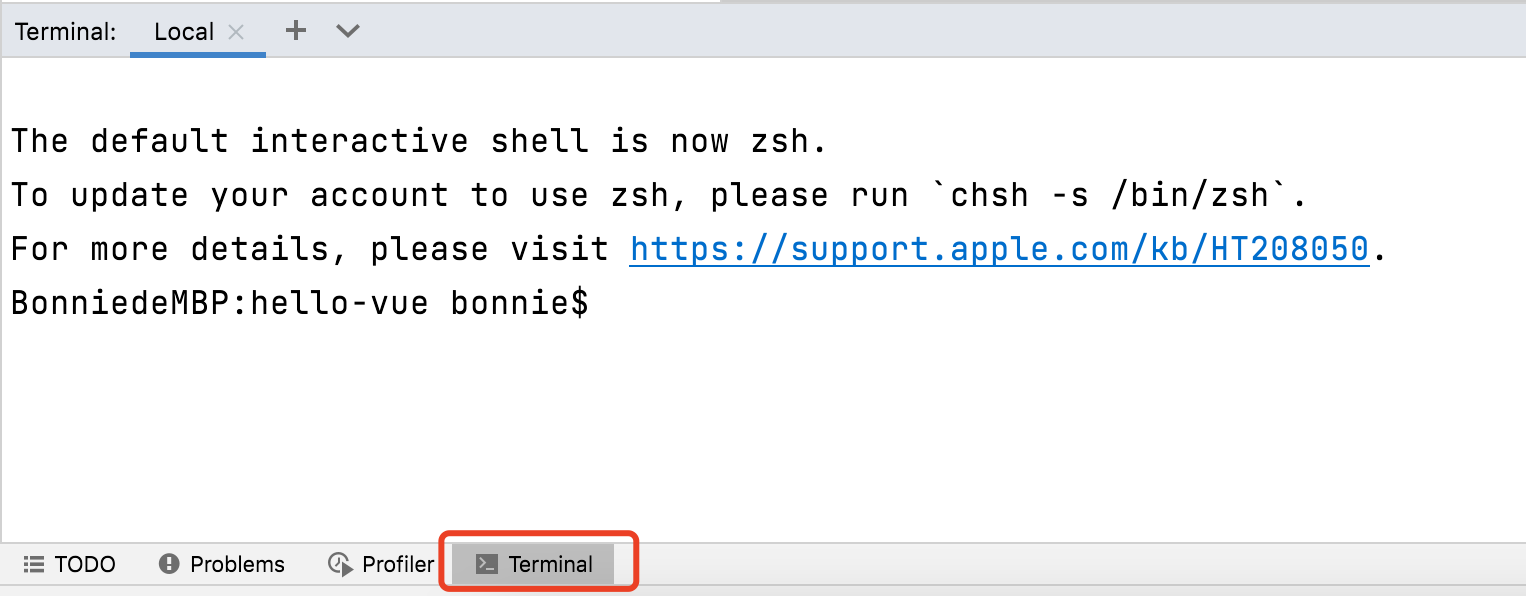 Terminal: Local
The default interactive shell is now zsh.
To update your account to use zsh, please run `chsh -s /bin/zsh`.
For more details, please visit https://support.apple.com/kb/HT208050.
BonniedeMBP:hello-vue bonnie$
TODO Problems Profiler Terminal